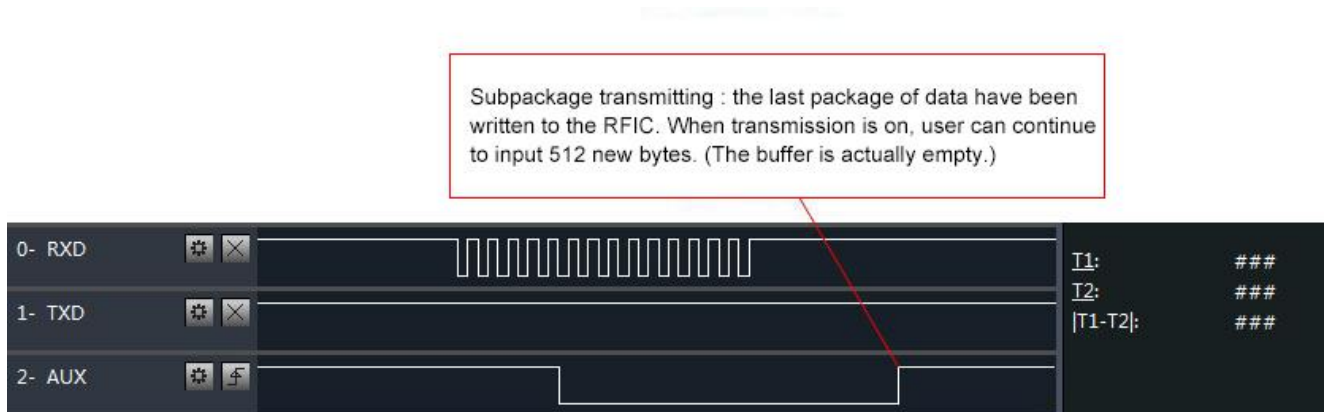 Subpackage transmitting : the last package of data have been
written to the RFIC. When transmission is on, user can continue
to input 512 new bytes. (The buffer is actually empty.)
0- RXD
T1: ###
1- TXD
T2: ###
|T1-T2|: ###
2- AUX